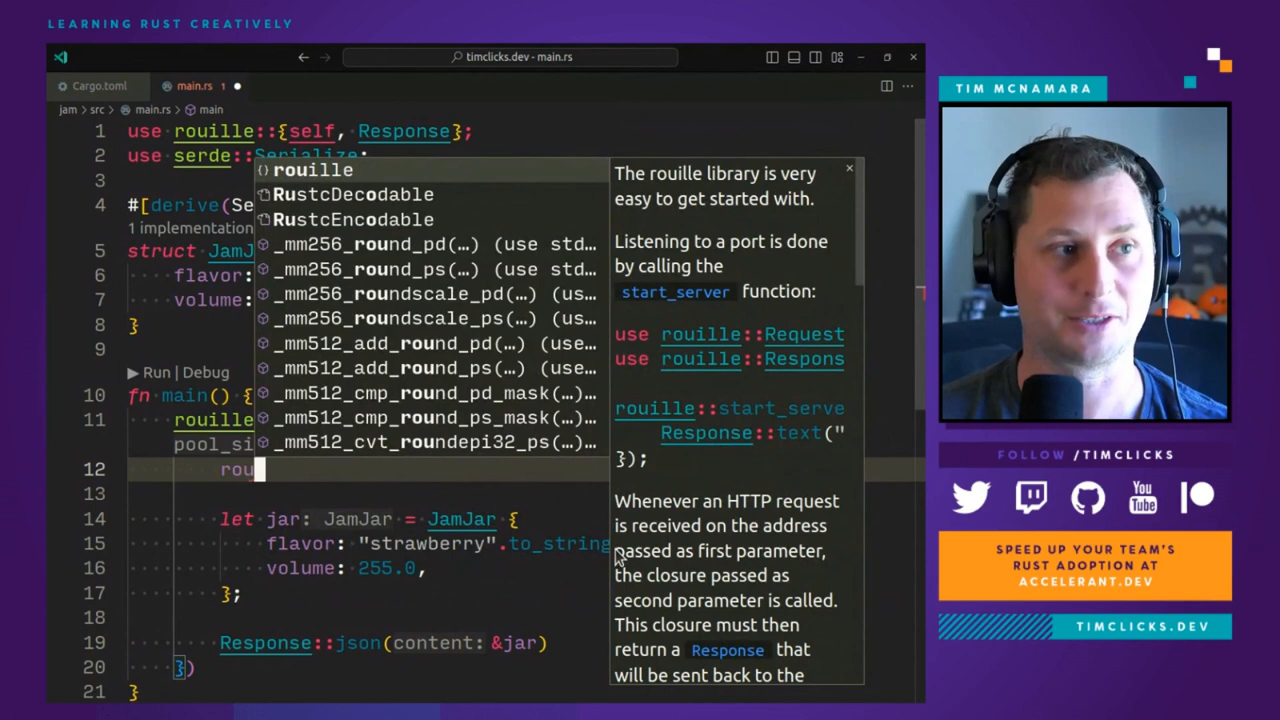 LEARNING RUST CREATIVELY
timclicks.dev - main.rs
Cargo.toml
main.rs 1
jam > src > main.rs > main
1 use rouille::{self, Response};
2 use serde::Serialize;
3
4 #[derive(Se
1 implementation
5 struct JamJ
6 flavor:
7 volume:
8 }
9
▶ Run | Debug
10 fn main() {
11 rouille
pool_si
12 rou
13
14 let jar: JamJar = JamJar {
15 flavor: "strawberry".to_string
16 volume: 255.0,
17 };
18
19 Response::json(content: &jar)
20 })
21 }
rouille
RustcDecodable
RustcEncodable
_mm256_round_pd(…) (use std…
_mm256_round_ps(…) (use std…
_mm256_roundscale_pd(…) (us…
_mm256_roundscale_ps(…) (us…
_mm512_add_round_pd(…) (use…
_mm512_add_round_ps(…) (use…
_mm512_cmp_round_pd_mask(…)…
_mm512_cmp_round_ps_mask(…)…
_mm512_cvt_roundepi32_ps(…)…
The rouille library is very
easy to get started with.
Listening to a port is done
by calling the
start_server function:
use rouille::Request
use rouille::Respons
rouille::start_serve
Response::text("
});
Whenever an HTTP request
is received on the address
passed as first parameter,
the closure passed as
second parameter is called.
This closure must then
return a Response that
will be sent back to the
TIM MCNAMARA
FOLLOW /TIMCLICKS
You
Tube
SPEED UP YOUR TEAM'S
RUST ADOPTION AT
ACCELERANT.DEV
TIMCLICKS.DEV